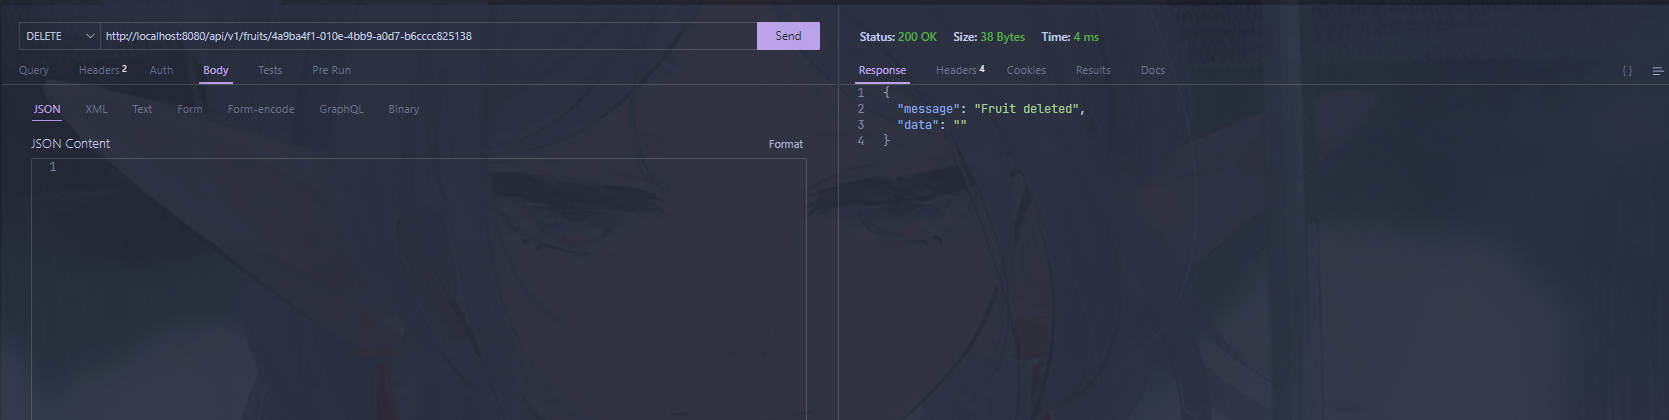 DELETE http://localhost:8080/api/v1/fruits/4a9ba4f1-010e-4bb9-a0d7-b6cccc825138 Send
Query Headers 2 Auth Body Tests Pre Run
JSON XML Text Form Form-encode GraphQL Binary
JSON Content Format
1
Status: 200 OK Size: 38 Bytes Time: 4 ms
Response Headers 4 Cookies Results Docs { }
1 {
2 "message": "Fruit deleted",
3 "data": ""
4 }